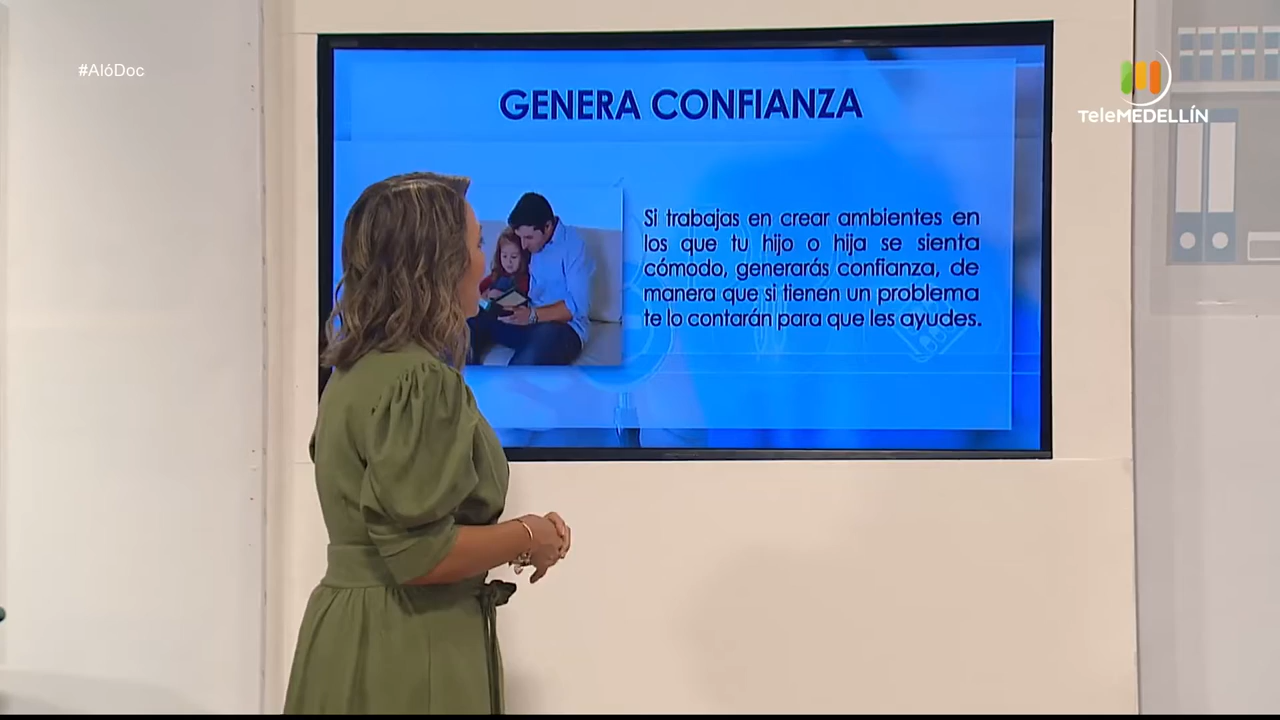 #AlóDoc
TeleMEDELLÍN
GENERA CONFIANZA
Si trabajas en crear ambientes en
los que tu hijo o hija se sienta
cómodo, generarás confianza, de
manera que si tienen un problema
te lo contarán para que les ayudes.